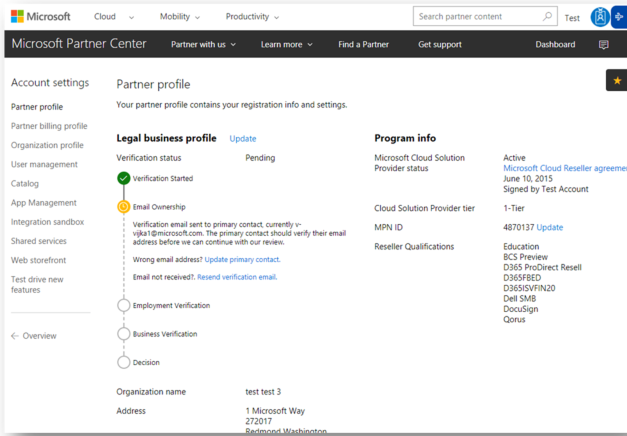 Microsoft Cloud Mobility Productivity Search partner content Test
Microsoft Partner Center Partner with us Learn more Find a Partner Get support Dashboard
Account settings
Partner profile
Partner billing profile
Organization profile
User management
Catalog
App Management
Integration sandbox
Shared services
Web storefront
Test drive new
features
← Overview
Partner profile
Your partner profile contains your registration info and settings.
Legal business profile Update
Verification status Pending
Verification Started
Email Ownership
Verification email sent to primary contact, currently v-
vijka1@microsoft.com. The primary contact should verify their email
address before we can continue with our review.
Wrong email address? Update primary contact.
Email not received?. Resend verification email.
Employment Verification
Business Verification
Decision
Organization name test test 3
Address 1 Microsoft Way
272017
Redmond Washington
Program info
Microsoft Cloud Solution Active
Provider status Microsoft Cloud Reseller agreemen
June 10, 2015
Signed by Test Account
Cloud Solution Provider tier 1-Tier
MPN ID 4870137 Update
Reseller Qualifications Education
BCS Preview
D365 ProDirect Resell
D365FBED
D365ISVFIN20
Dell SMB
DocuSign
Qorus